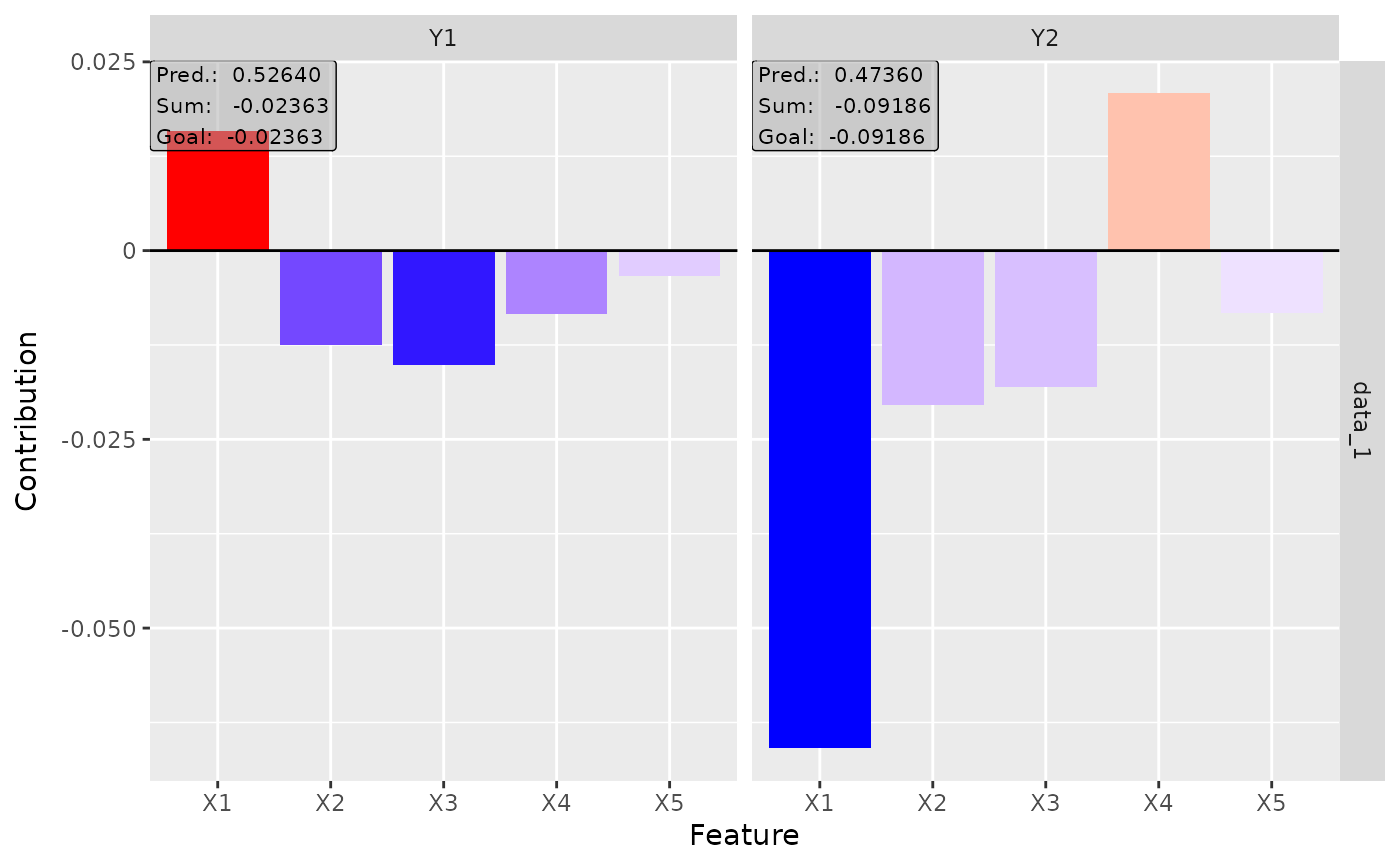 Y1
Y2
0.025
0
-0.025
-0.050
Contribution
Pred.: 0.52640
Sum: -0.02363
Goal: -0.02363
Pred.: 0.47360
Sum: -0.09186
Goal: -0.09186
data_1
X1 X2 X3 X4 X5
X1 X2 X3 X4 X5
Feature